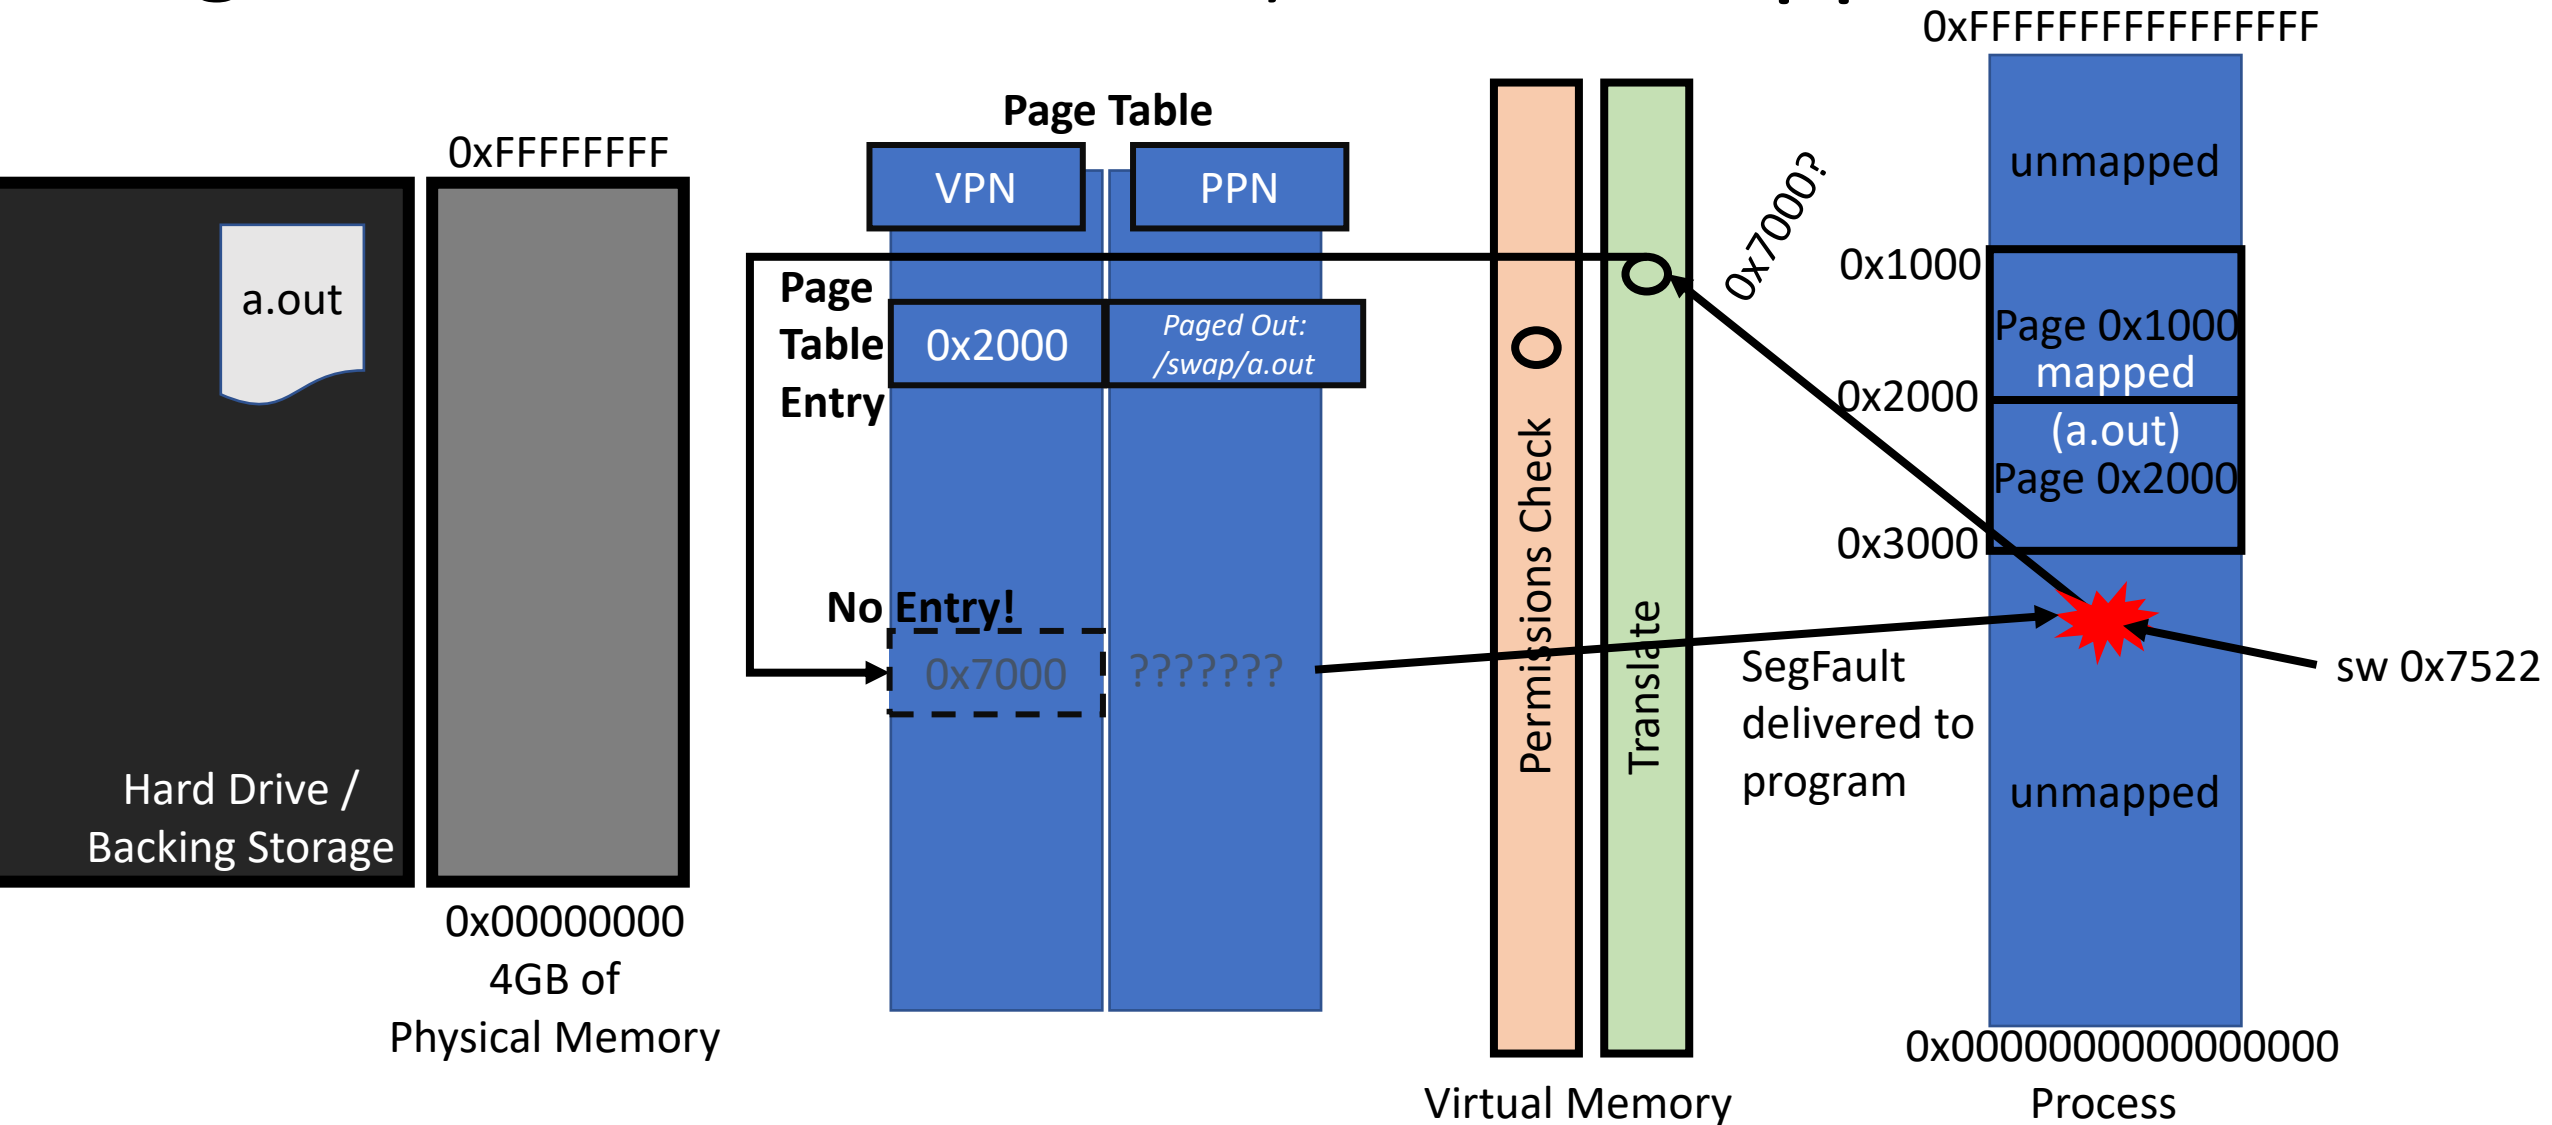 0xFFFFFFFF
a.out
Hard Drive /
Backing Storage
0x00000000
4GB of
Physical Memory
Page Table
VPN
PPN
Page
Table
Entry
0x2000
Paged Out:
/swap/a.out
No Entry!
0x7000
???????
Permissions Check
Translate
Virtual Memory
0x7000?
SegFault
delivered to
program
0xFFFFFFFFFFFFFFFF
unmapped
0x1000
Page 0x1000
mapped
0x2000
(a.out)
Page 0x2000
0x3000
sw 0x7522
unmapped
0x0000000000000000
Process